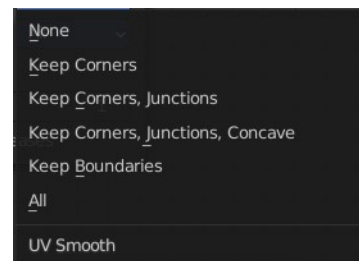 None
Keep Corners
Keep Corners, Junctions
Keep Corners, Junctions, Concave
Keep Boundaries
All
UV Smooth